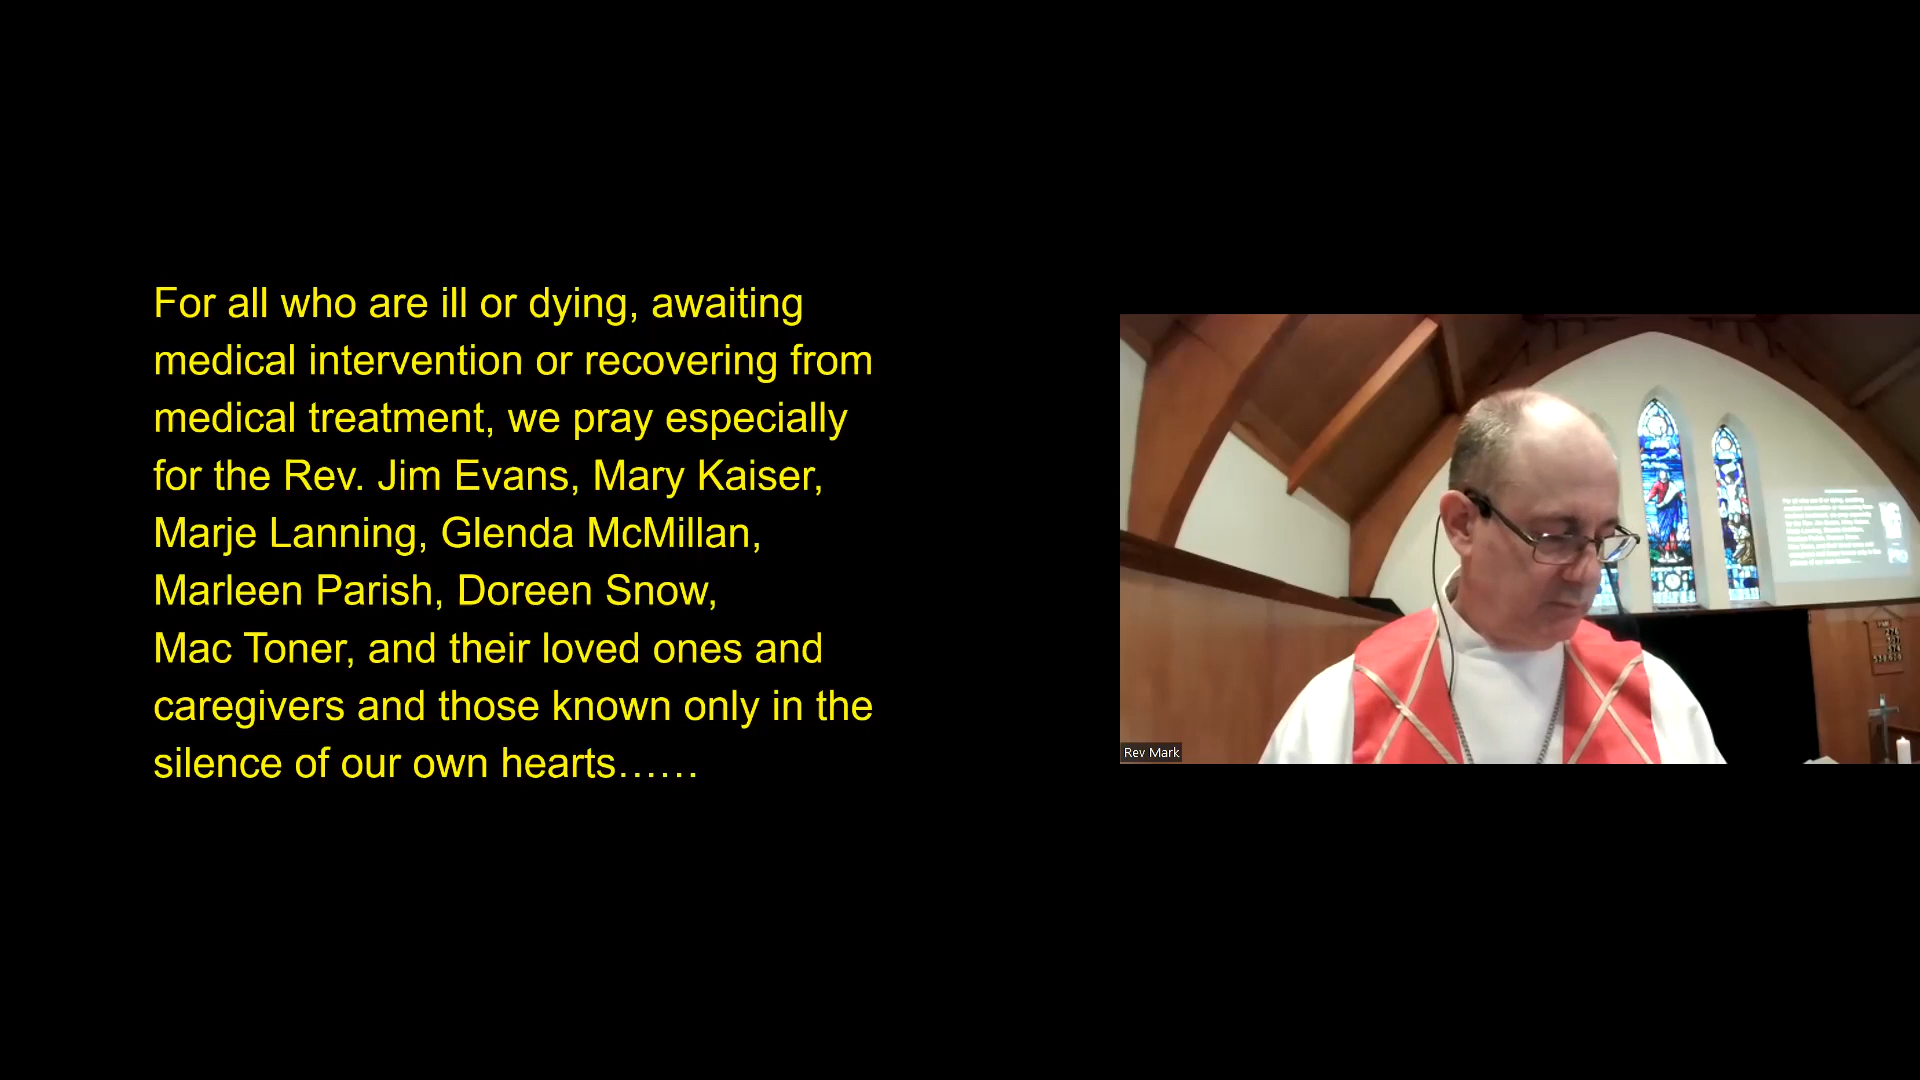 For all who are ill or dying, awaiting
medical intervention or recovering from
medical treatment, we pray especially
for the Rev. Jim Evans, Mary Kaiser,
Marje Lanning, Glenda McMillan,
Marleen Parish, Doreen Snow,
Mac Toner, and their loved ones and
caregivers and those known only in the
silence of our own hearts……
Rev Mark